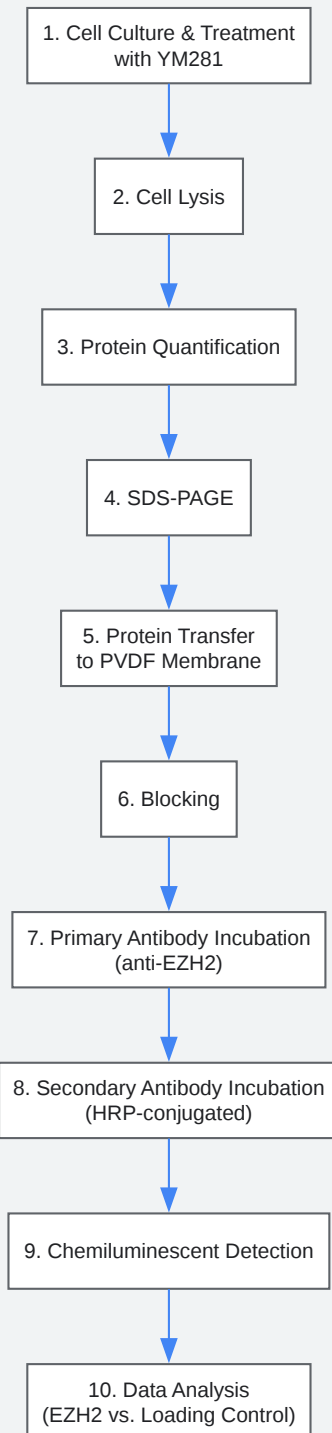 1. Cell Culture & Treatment
with YM281
2. Cell Lysis
3. Protein Quantification
4. SDS-PAGE
5. Protein Transfer
to PVDF Membrane
6. Blocking
7. Primary Antibody Incubation
(anti-EZH2)
8. Secondary Antibody Incubation
(HRP-conjugated)
9. Chemiluminescent Detection
10. Data Analysis
(EZH2 vs. Loading Control)